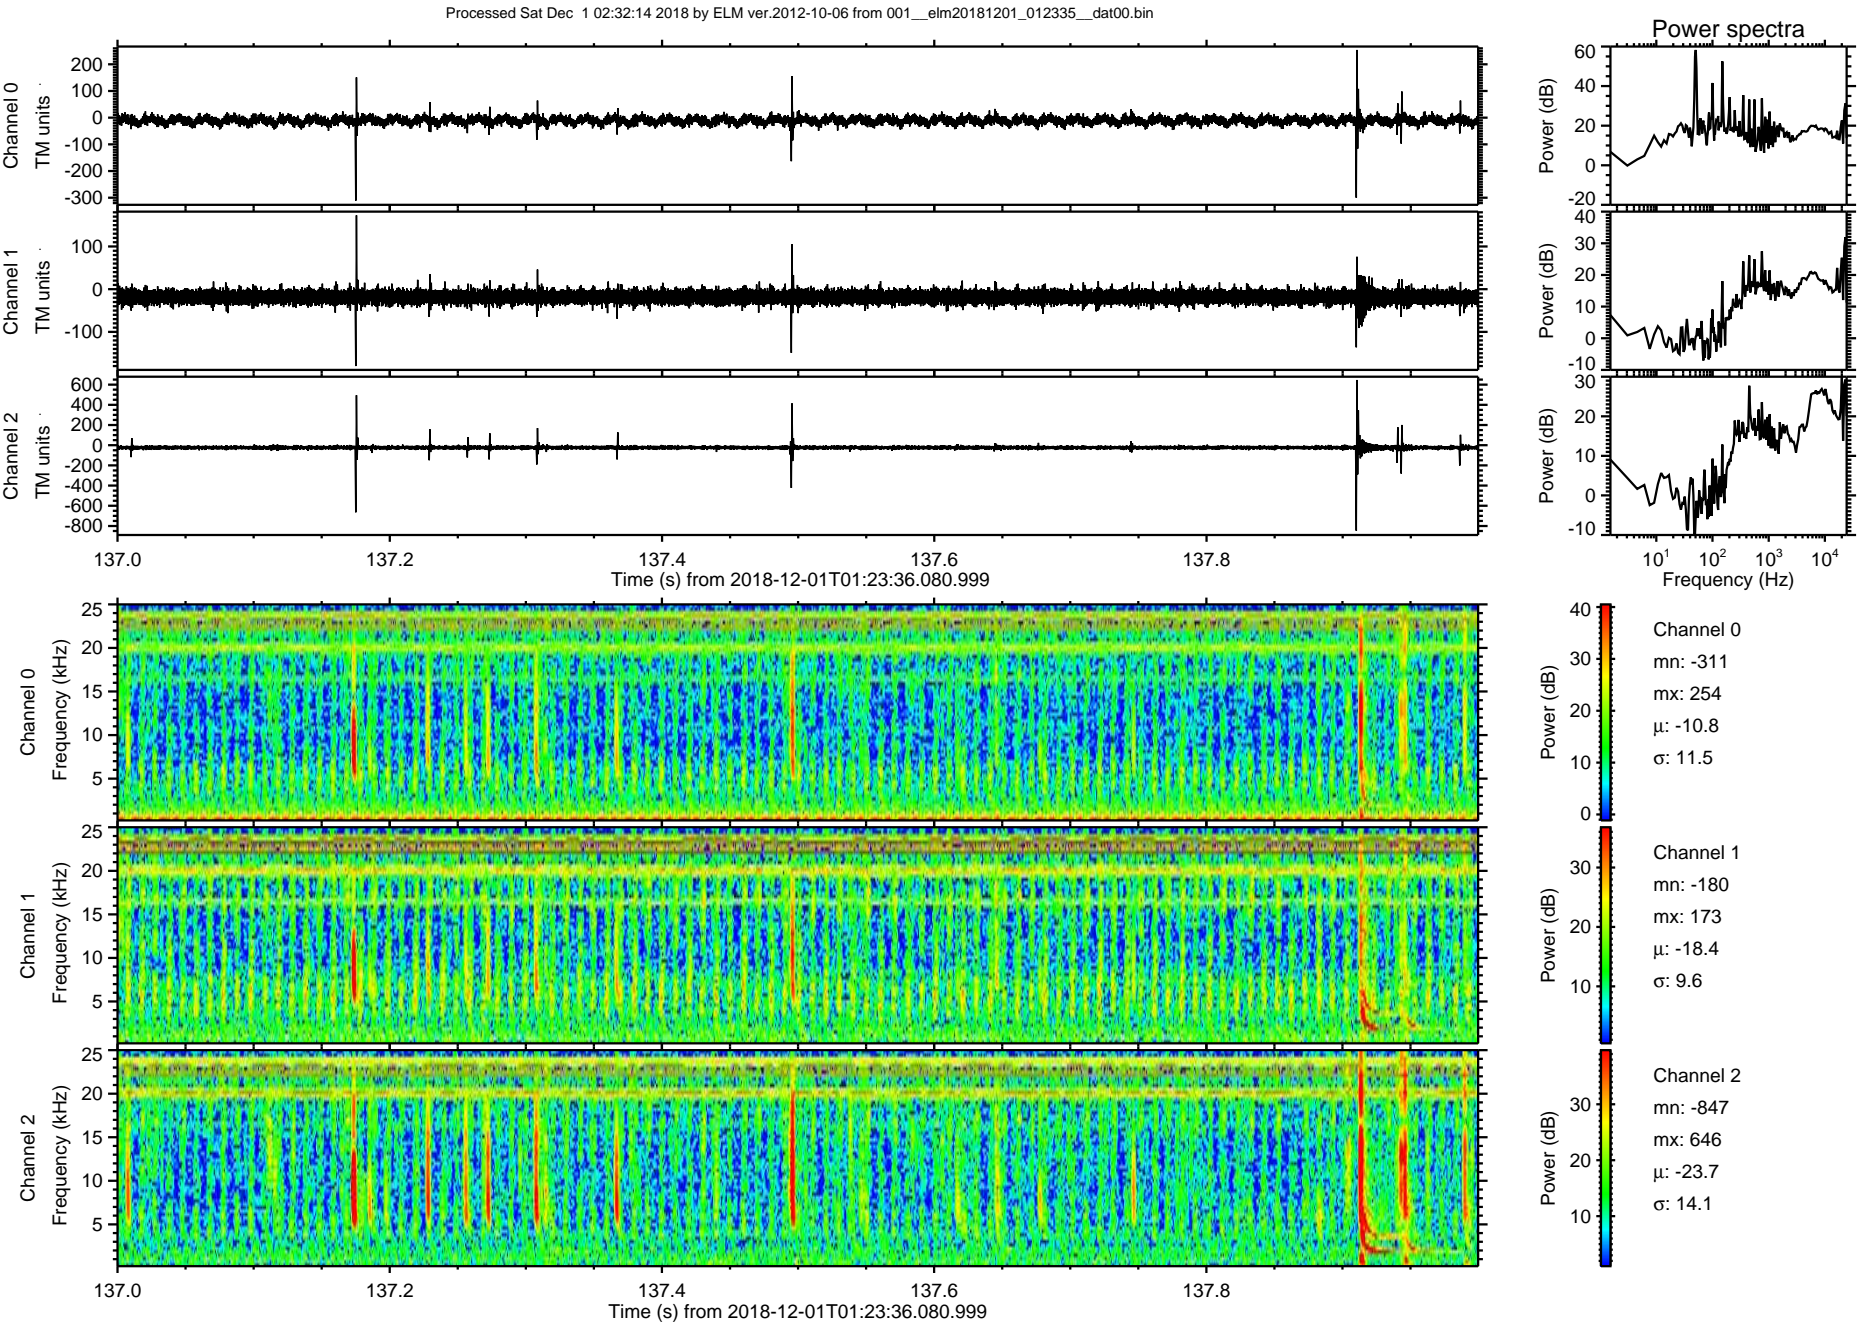 Processed Sat Dec  1 02:32:14 2018 by ELM ver.2012-10-06 from 001__elm20181201_012335__dat00.bin
Power spectra
Channel 0
TM units
200
100
0
-100
-200
-300
Power (dB)
60
40
20
0
-20
Channel 1
TM units
100
0
-100
Power (dB)
40
30
20
10
0
-10
Channel 2
TM units
600
400
200
0
-200
-400
-600
-800
Power (dB)
30
20
10
0
-10
137.0 137.2 137.4 137.6 137.8
Time (s) from 2018-12-01T01:23:36.080.999
10^1 10^2 10^3 10^4
Frequency (Hz)
Channel 0
Frequency (kHz)
25
20
15
10
5
Power (dB)
40
30
20
10
0
Channel 0
mn: -311
mx: 254
µ: -10.8
σ: 11.5
Channel 1
Frequency (kHz)
25
20
15
10
5
Power (dB)
30
20
10
Channel 1
mn: -180
mx: 173
µ: -18.4
σ: 9.6
Channel 2
Frequency (kHz)
25
20
15
10
5
Power (dB)
30
20
10
Channel 2
mn: -847
mx: 646
µ: -23.7
σ: 14.1
137.0 137.2 137.4 137.6 137.8
Time (s) from 2018-12-01T01:23:36.080.999